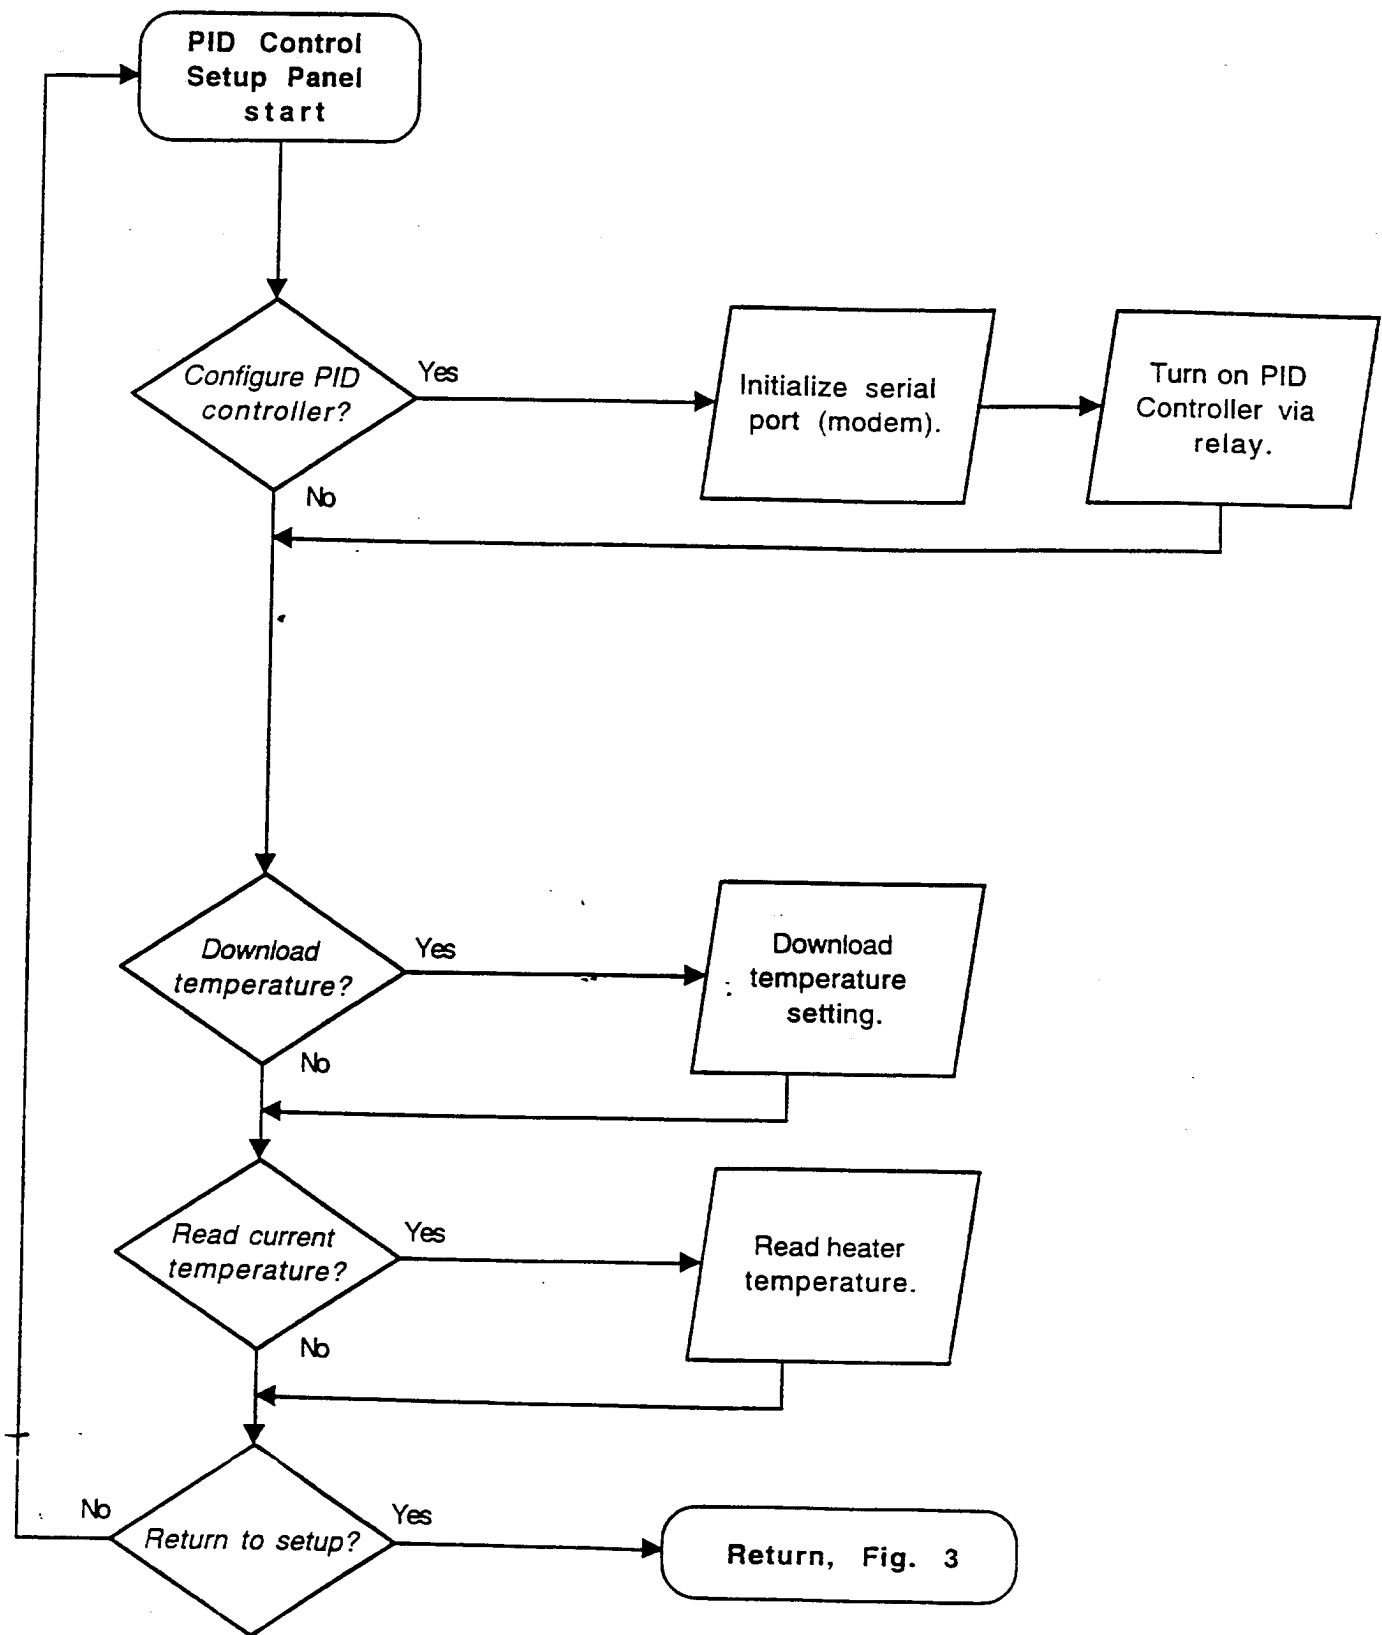 PID Control
Setup Panel
start
Configure PID
controller?
Yes
No
Initialize serial
port (modem).
Turn on PID
Controller via
relay.
Download
temperature?
Yes
No
Download
temperature
setting.
Read current
temperature?
Yes
No
Read heater
temperature.
Return to setup?
No
Yes
Return, Fig. 3